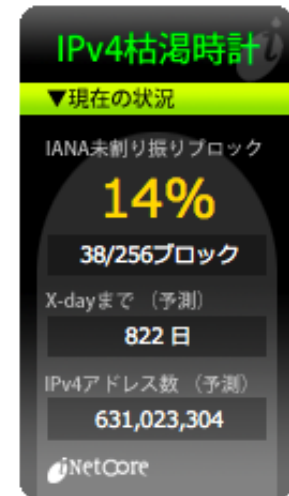 IPv4枯渇時計
▼現在の状況
IANA未割り振りブロック
14%
38/256ブロック
X-dayまで （予測）
822 日
IPv4アドレス数 （予測）
631,023,304
iNetCore